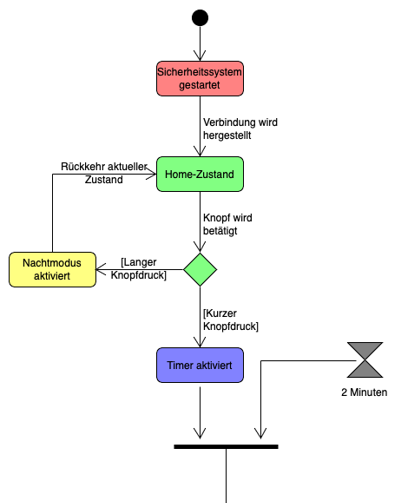 Sicherheitssystem
gestartet
Verbindung wird
hergestellt
Rückkehr aktueller
Zustand
Home-Zustand
Knopf wird
betätigt
Nachtmodus
aktiviert
[Langer
Knopfdruck]
[Kurzer
Knopfdruck]
Timer aktiviert
2 Minuten